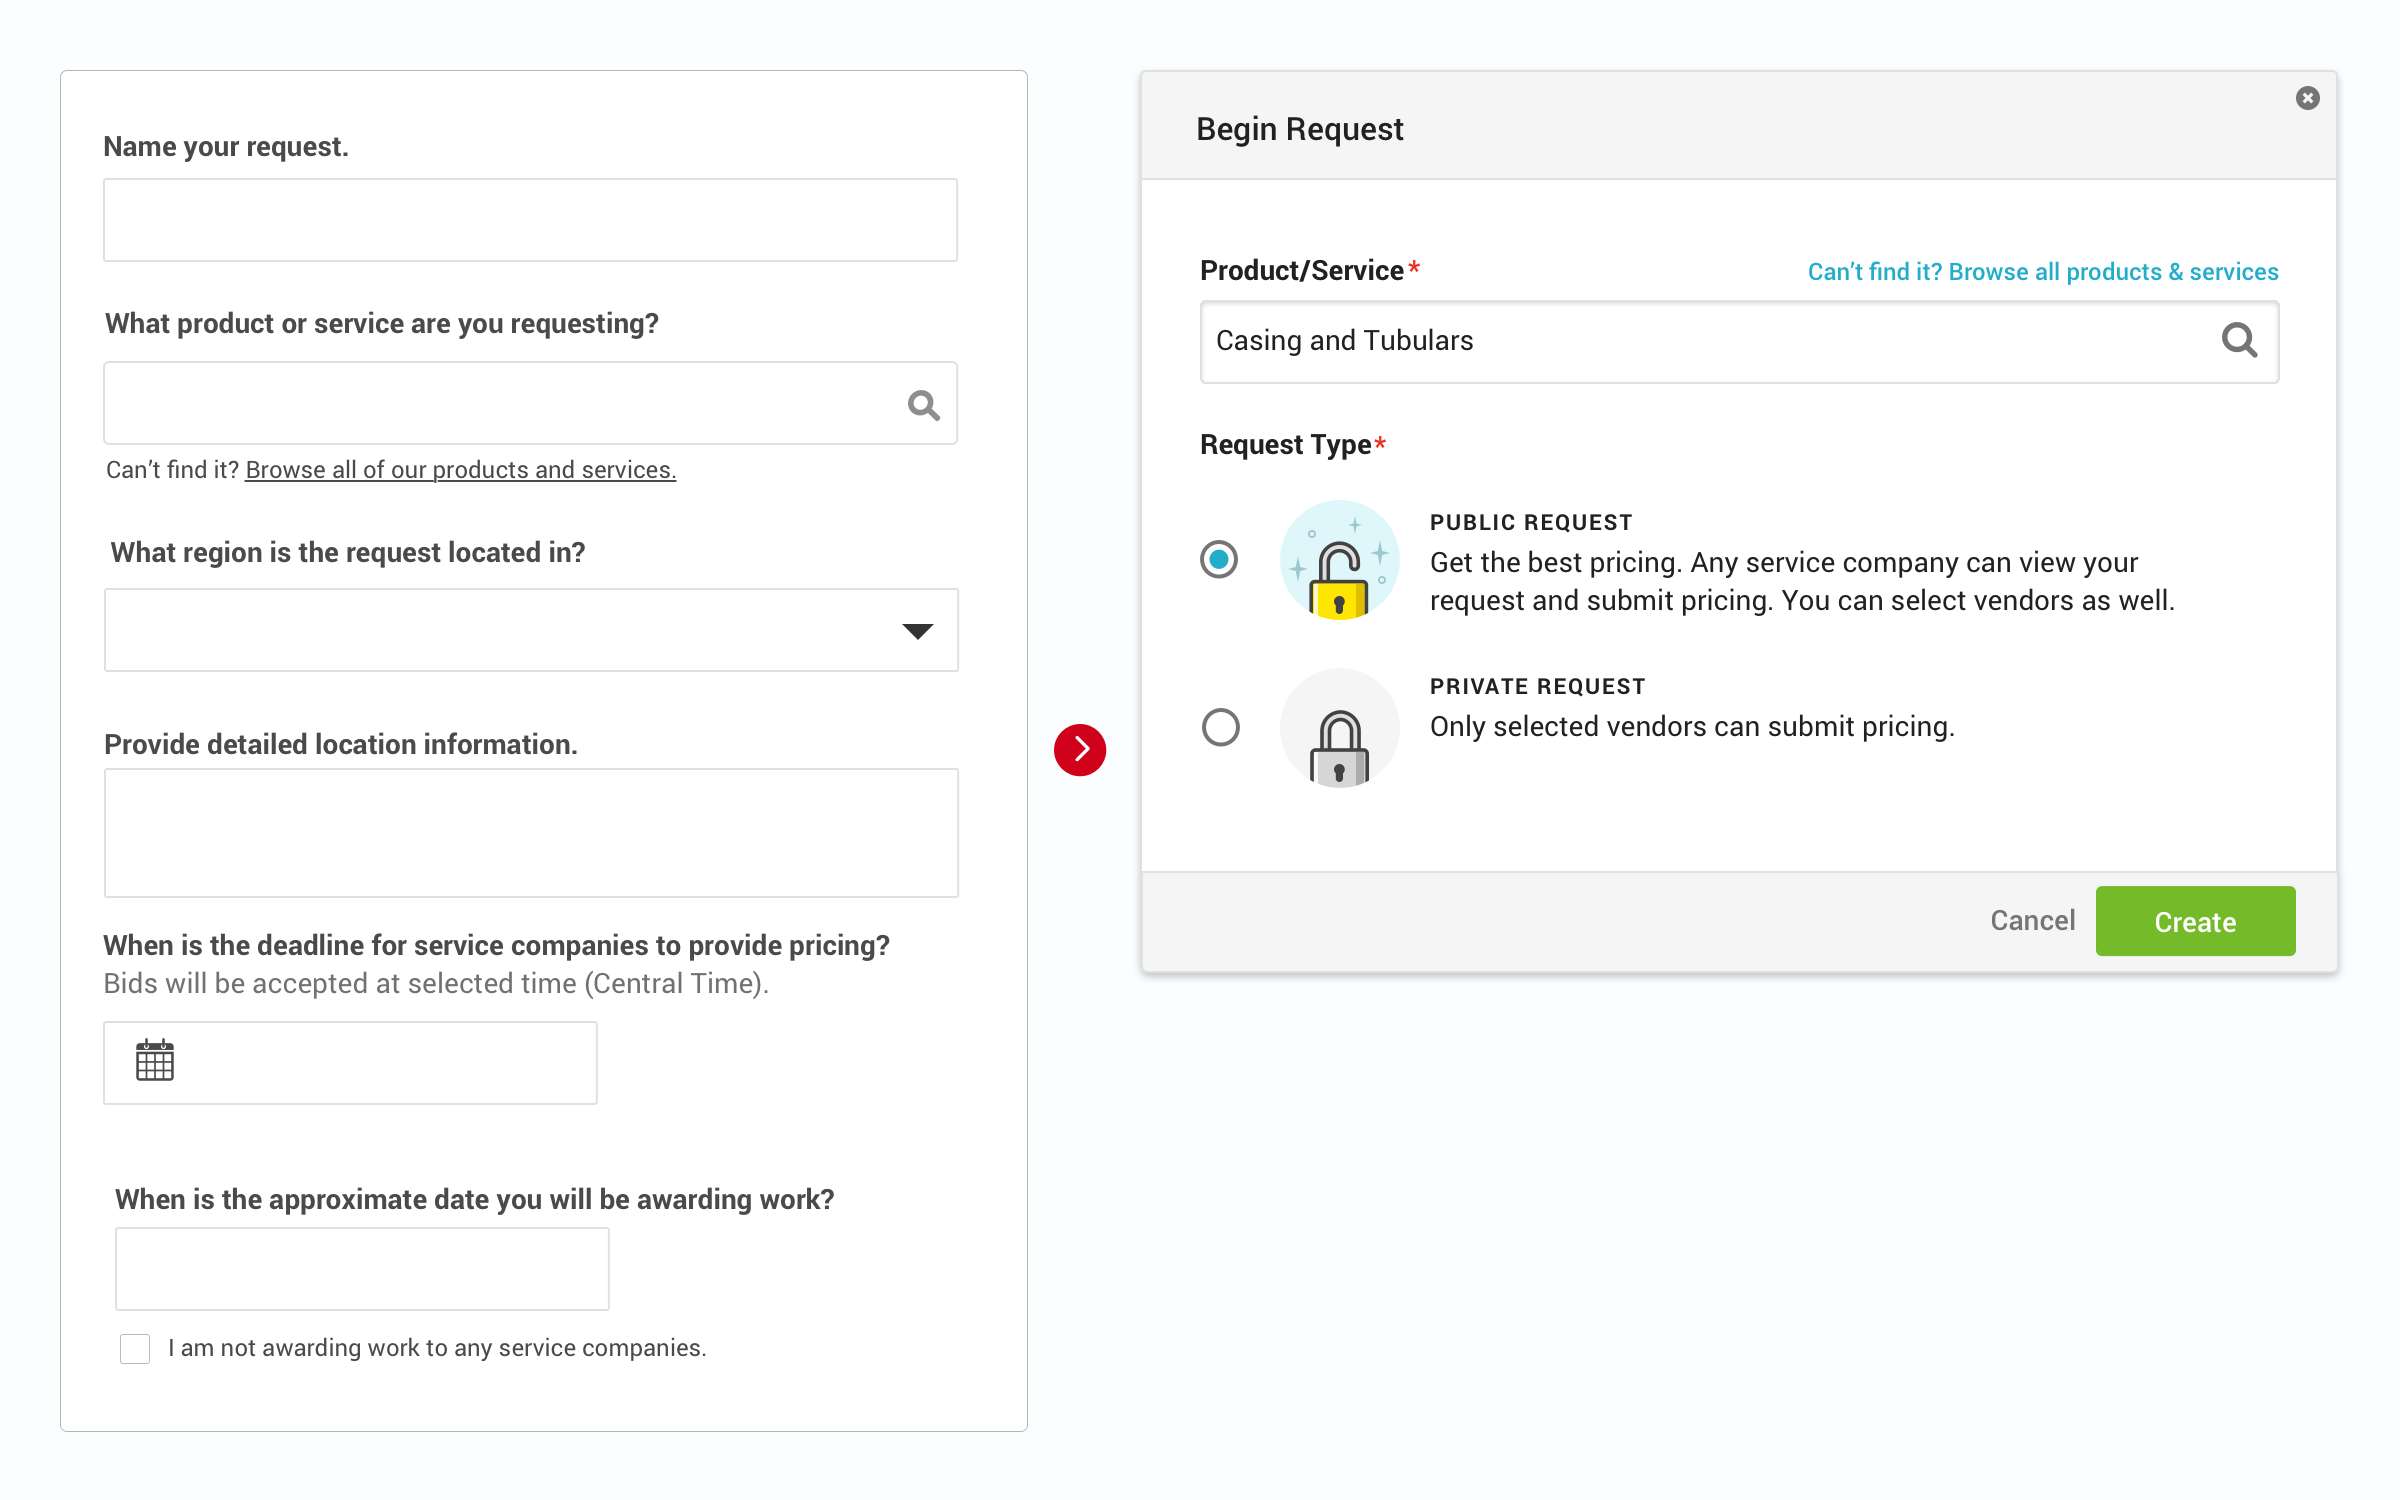 Name your request.
What product or service are you requesting?
Can’t find it? Browse all of our products and services.
What region is the request located in?
Provide detailed location information.
When is the deadline for service companies to provide pricing?
Bids will be accepted at selected time (Central Time).
When is the approximate date you will be awarding work?
I am not awarding work to any service companies.
Begin Request
Product/Service*
Can’t find it? Browse all products & services
Casing and Tubulars
Request Type*
PUBLIC REQUEST
Get the best pricing. Any service company can view your
request and submit pricing. You can select vendors as well.
PRIVATE REQUEST
Only selected vendors can submit pricing.
Cancel
Create